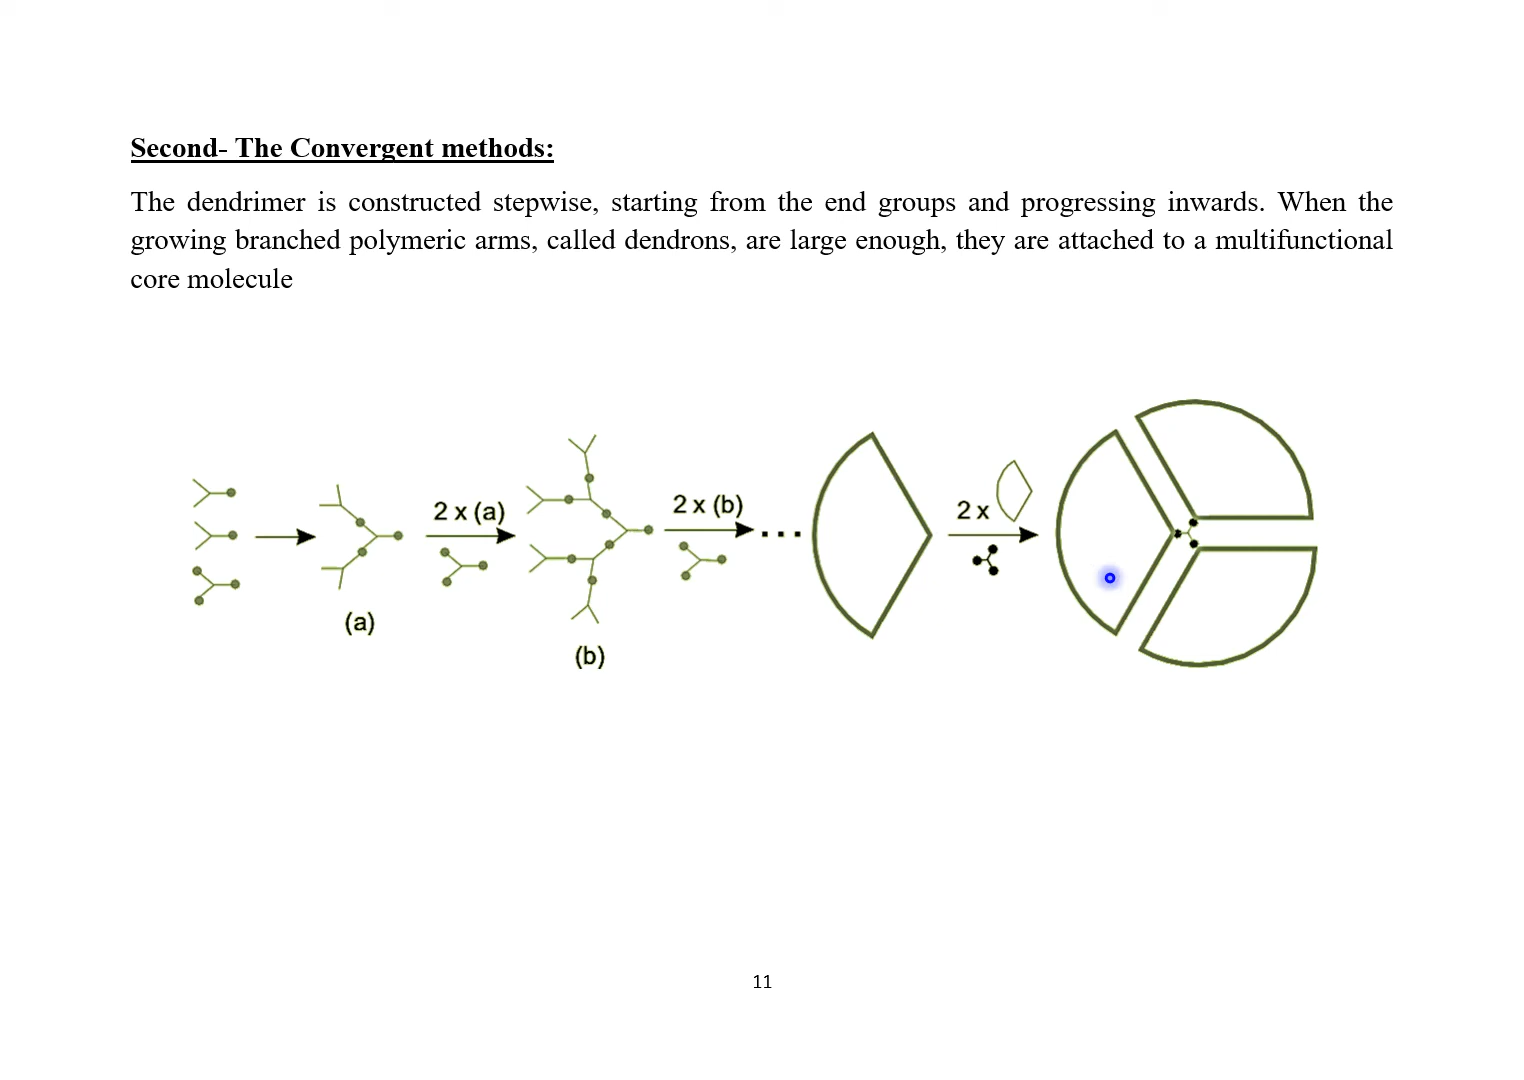 Second- The Convergent methods:
The dendrimer is constructed stepwise, starting from the end groups and progressing inwards. When the
growing branched polymeric arms, called dendrons, are large enough, they are attached to a multifunctional
core molecule
2 x (a)
2 x (b)
2 x
(a)
(b)
11